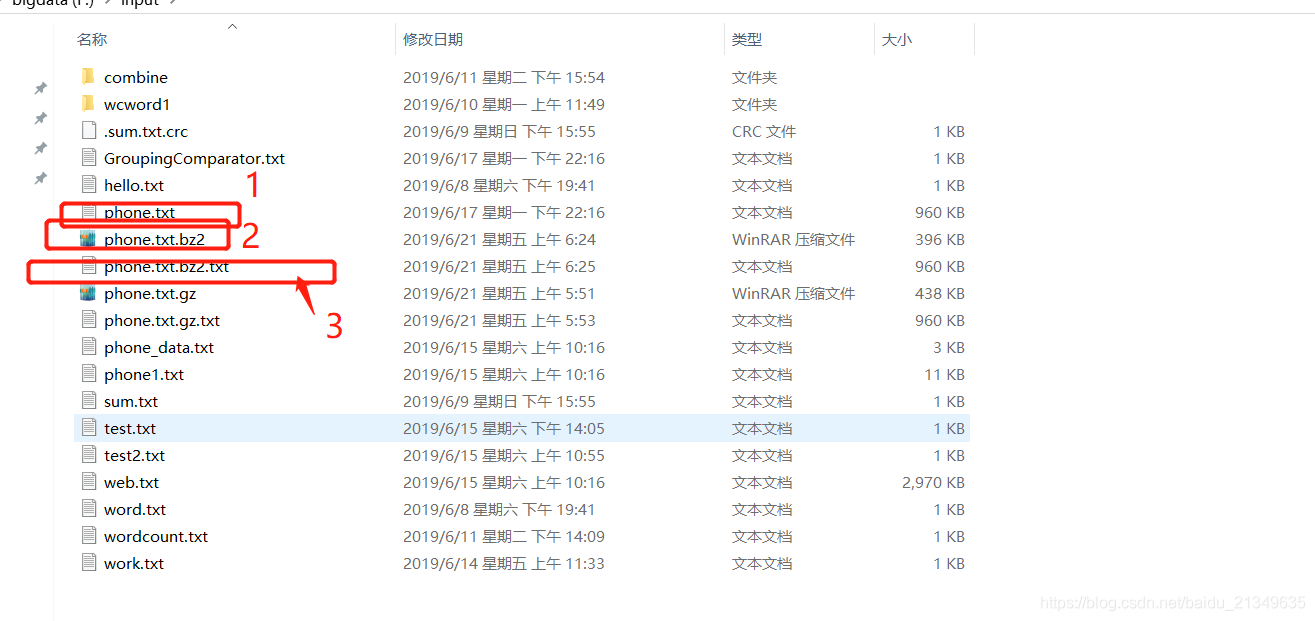 bigdata (F:) > input >
名称 修改日期 类型 大小
combine 2019/6/11 星期二 下午 15:54 文件夹
wcword1 2019/6/10 星期一 上午 11:49 文件夹
.sum.txt.crc 2019/6/9 星期日 下午 15:55 CRC 文件 1 KB
GroupingComparator.txt 2019/6/17 星期一 下午 22:16 文本文档 1 KB
hello.txt 2019/6/8 星期六 下午 19:41 文本文档 1 KB
1
phone.txt 2019/6/17 星期一 下午 22:16 文本文档 960 KB
phone.txt.bz2 2 2019/6/21 星期五 上午 6:24 WinRAR 压缩文件 396 KB
phone.txt.bz2.txt 2019/6/21 星期五 上午 6:25 文本文档 960 KB
phone.txt.gz 2019/6/21 星期五 上午 5:51 WinRAR 压缩文件 438 KB
phone.txt.gz.txt 3 2019/6/21 星期五 上午 5:53 文本文档 960 KB
phone_data.txt 2019/6/15 星期六 上午 10:16 文本文档 3 KB
phone1.txt 2019/6/15 星期六 上午 10:16 文本文档 11 KB
sum.txt 2019/6/9 星期日 下午 15:55 文本文档 1 KB
test.txt 2019/6/15 星期六 下午 14:05 文本文档 1 KB
test2.txt 2019/6/15 星期六 上午 10:55 文本文档 1 KB
web.txt 2019/6/15 星期六 上午 10:16 文本文档 2,970 KB
word.txt 2019/6/8 星期六 下午 19:41 文本文档 1 KB
wordcount.txt 2019/6/11 星期二 下午 14:09 文本文档 1 KB
work.txt 2019/6/14 星期五 上午 11:33 文本文档 1 KB
https://blog.csdn.net/baidu_21349635